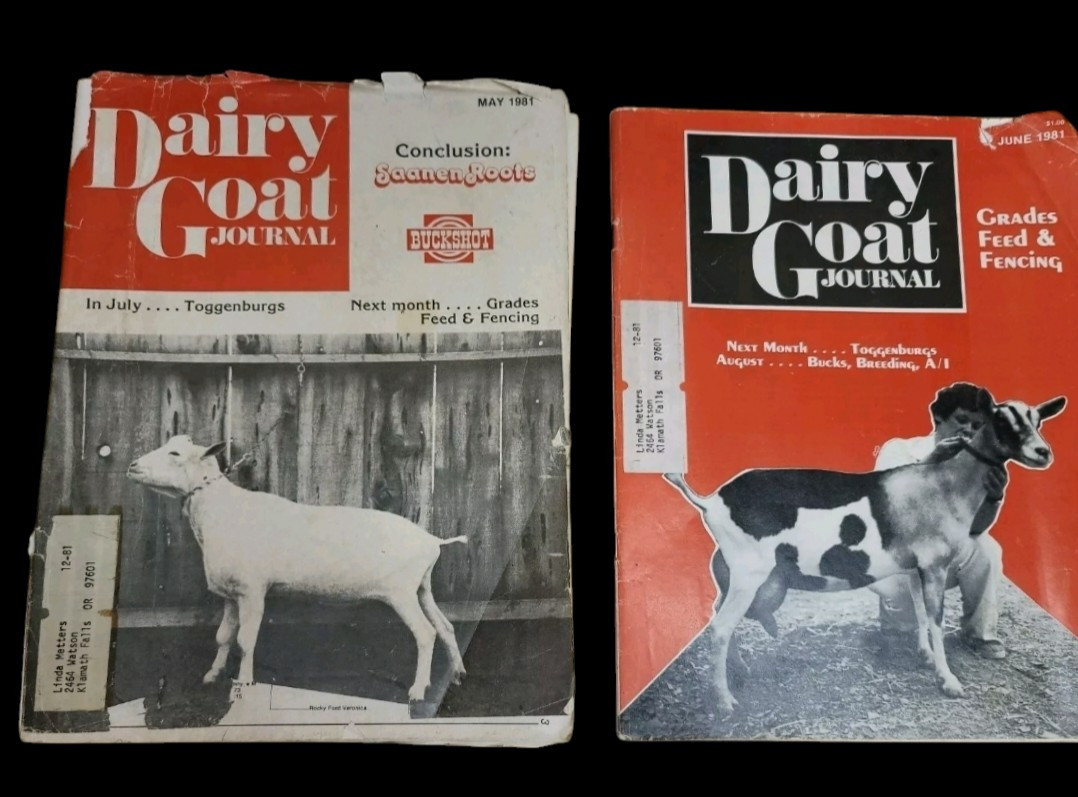 MAY 1981
Dairy
Goat
JOURNAL
Conclusion:
Saanen Roots
BUCKSHOT
In July . . . . Toggenburgs
Next month . . . . Grades
Feed & Fencing
Linda Metters
12-81
2464 Watson
Klamath Falls OR 97601
$1.00
JUNE 1981
Dairy
Goat
JOURNAL
GRADES
FEED &
FENCING
NEXT MONTH . . . . TOGGENBURGS
AUGUST . . . . BUCKS, BREEDING, A/I
Linda Metters
12-81
2464 Watson
Klamath Falls OR 97601